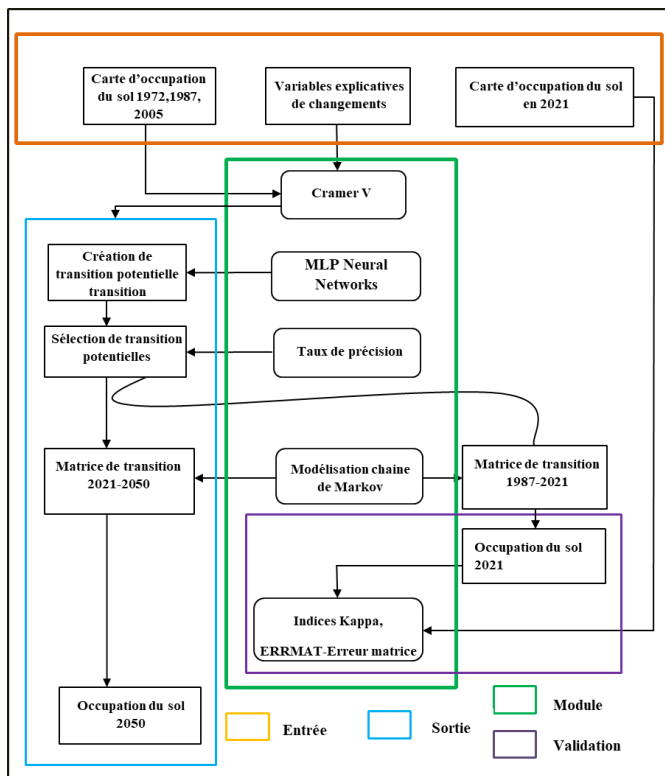 Carte d'occupation
du sol 1972,1987,
2005
Variables explicatives
de changements
Carte d'occupation du sol
en 2021
Cramer V
Création de
transition potentielle
transition
MLP Neural
Networks
Sélection de transition
potentielles
Taux de précision
Matrice de transition
2021-2050
Modélisation chaine
de Markov
Matrice de transition
1987-2021
Occupation du sol
2021
Indices Kappa,
ERRMAT-Erreur matrice
Occupation du sol
2050
Entrée
Sortie
Module
Validation